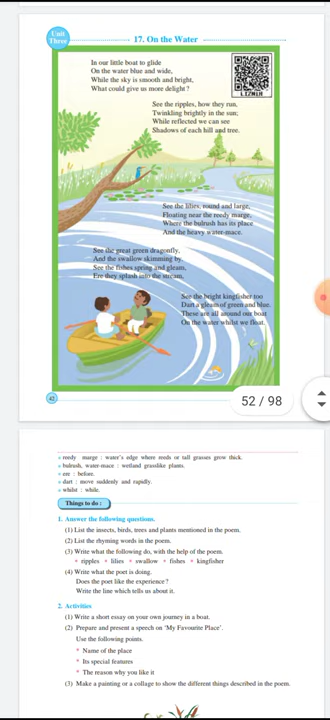 Unit
Three
17. On the Water
In our little boat to glide
On the water blue and wide,
While the sky is smooth and bright,
What could give us more delight ?
See the ripples, how they run,
Twinkling brightly in the sun;
While reflected we can see
Shadows of each hill and tree.
See the lilies, round and large,
Floating near the reedy marge,
Where the bulrush has its place
And the heavy water-mace.
See the great green dragonfly,
And the swallow skimming by,
See the fishes spring and gleam,
Ere they splash into the stream,
See the bright kingfisher too
Dart a gleam of green and blue.
These are all around our boat
On the water whilst we float.
42
52 / 98
reedy marge : water's edge where reeds or tall grasses grow thick.
bulrush, water-mace : wetland grasslike plants.
ere : before.
dart : move suddenly and rapidly.
whilst : while.
Things to do :
1. Answer the following questions.
(1) List the insects, birds, trees and plants mentioned in the poem.
(2) List the rhyming words in the poem.
(3) Write what the following do, with the help of the poem.
* ripples * lilies * swallow * fishes * kingfisher
(4) Write what the poet is doing.
Does the poet like the experience ?
Write the line which tells us about it.
2. Activities
(1) Write a short essay on your own journey in a boat.
(2) Prepare and present a speech on 'My Favourite Place'.
Use the following points.
* Name of the place
* Its special features
* The reason why you like it
(3) Make a painting or a collage to show the different things described in the poem.